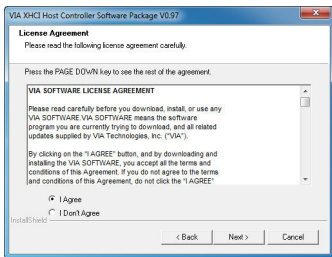 VIA XHCI Host Controller Software Package V0.97
License Agreement
Please read the following license agreement carefully.
Press the PAGE DOWN key to see the rest of the agreement.
VIA SOFTWARE LICENSE AGREEMENT
Please read carefully before you download, install, or use any
VIA SOFTWARE.VIA SOFTWARE means the software
program you are currently trying to download, and all related
updates supplied by VIA Technologies, Inc. ("VIA").
By clicking on the "I AGREE" button, and by downloading and
installing the VIA SOFTWARE, you accept all the terms and
conditions of this Agreement. If you do not agree to the terms
and conditions of this Agreement, do not click the "I AGREE"
I Agree
I Don't Agree
InstallShield
< Back Next > Cancel